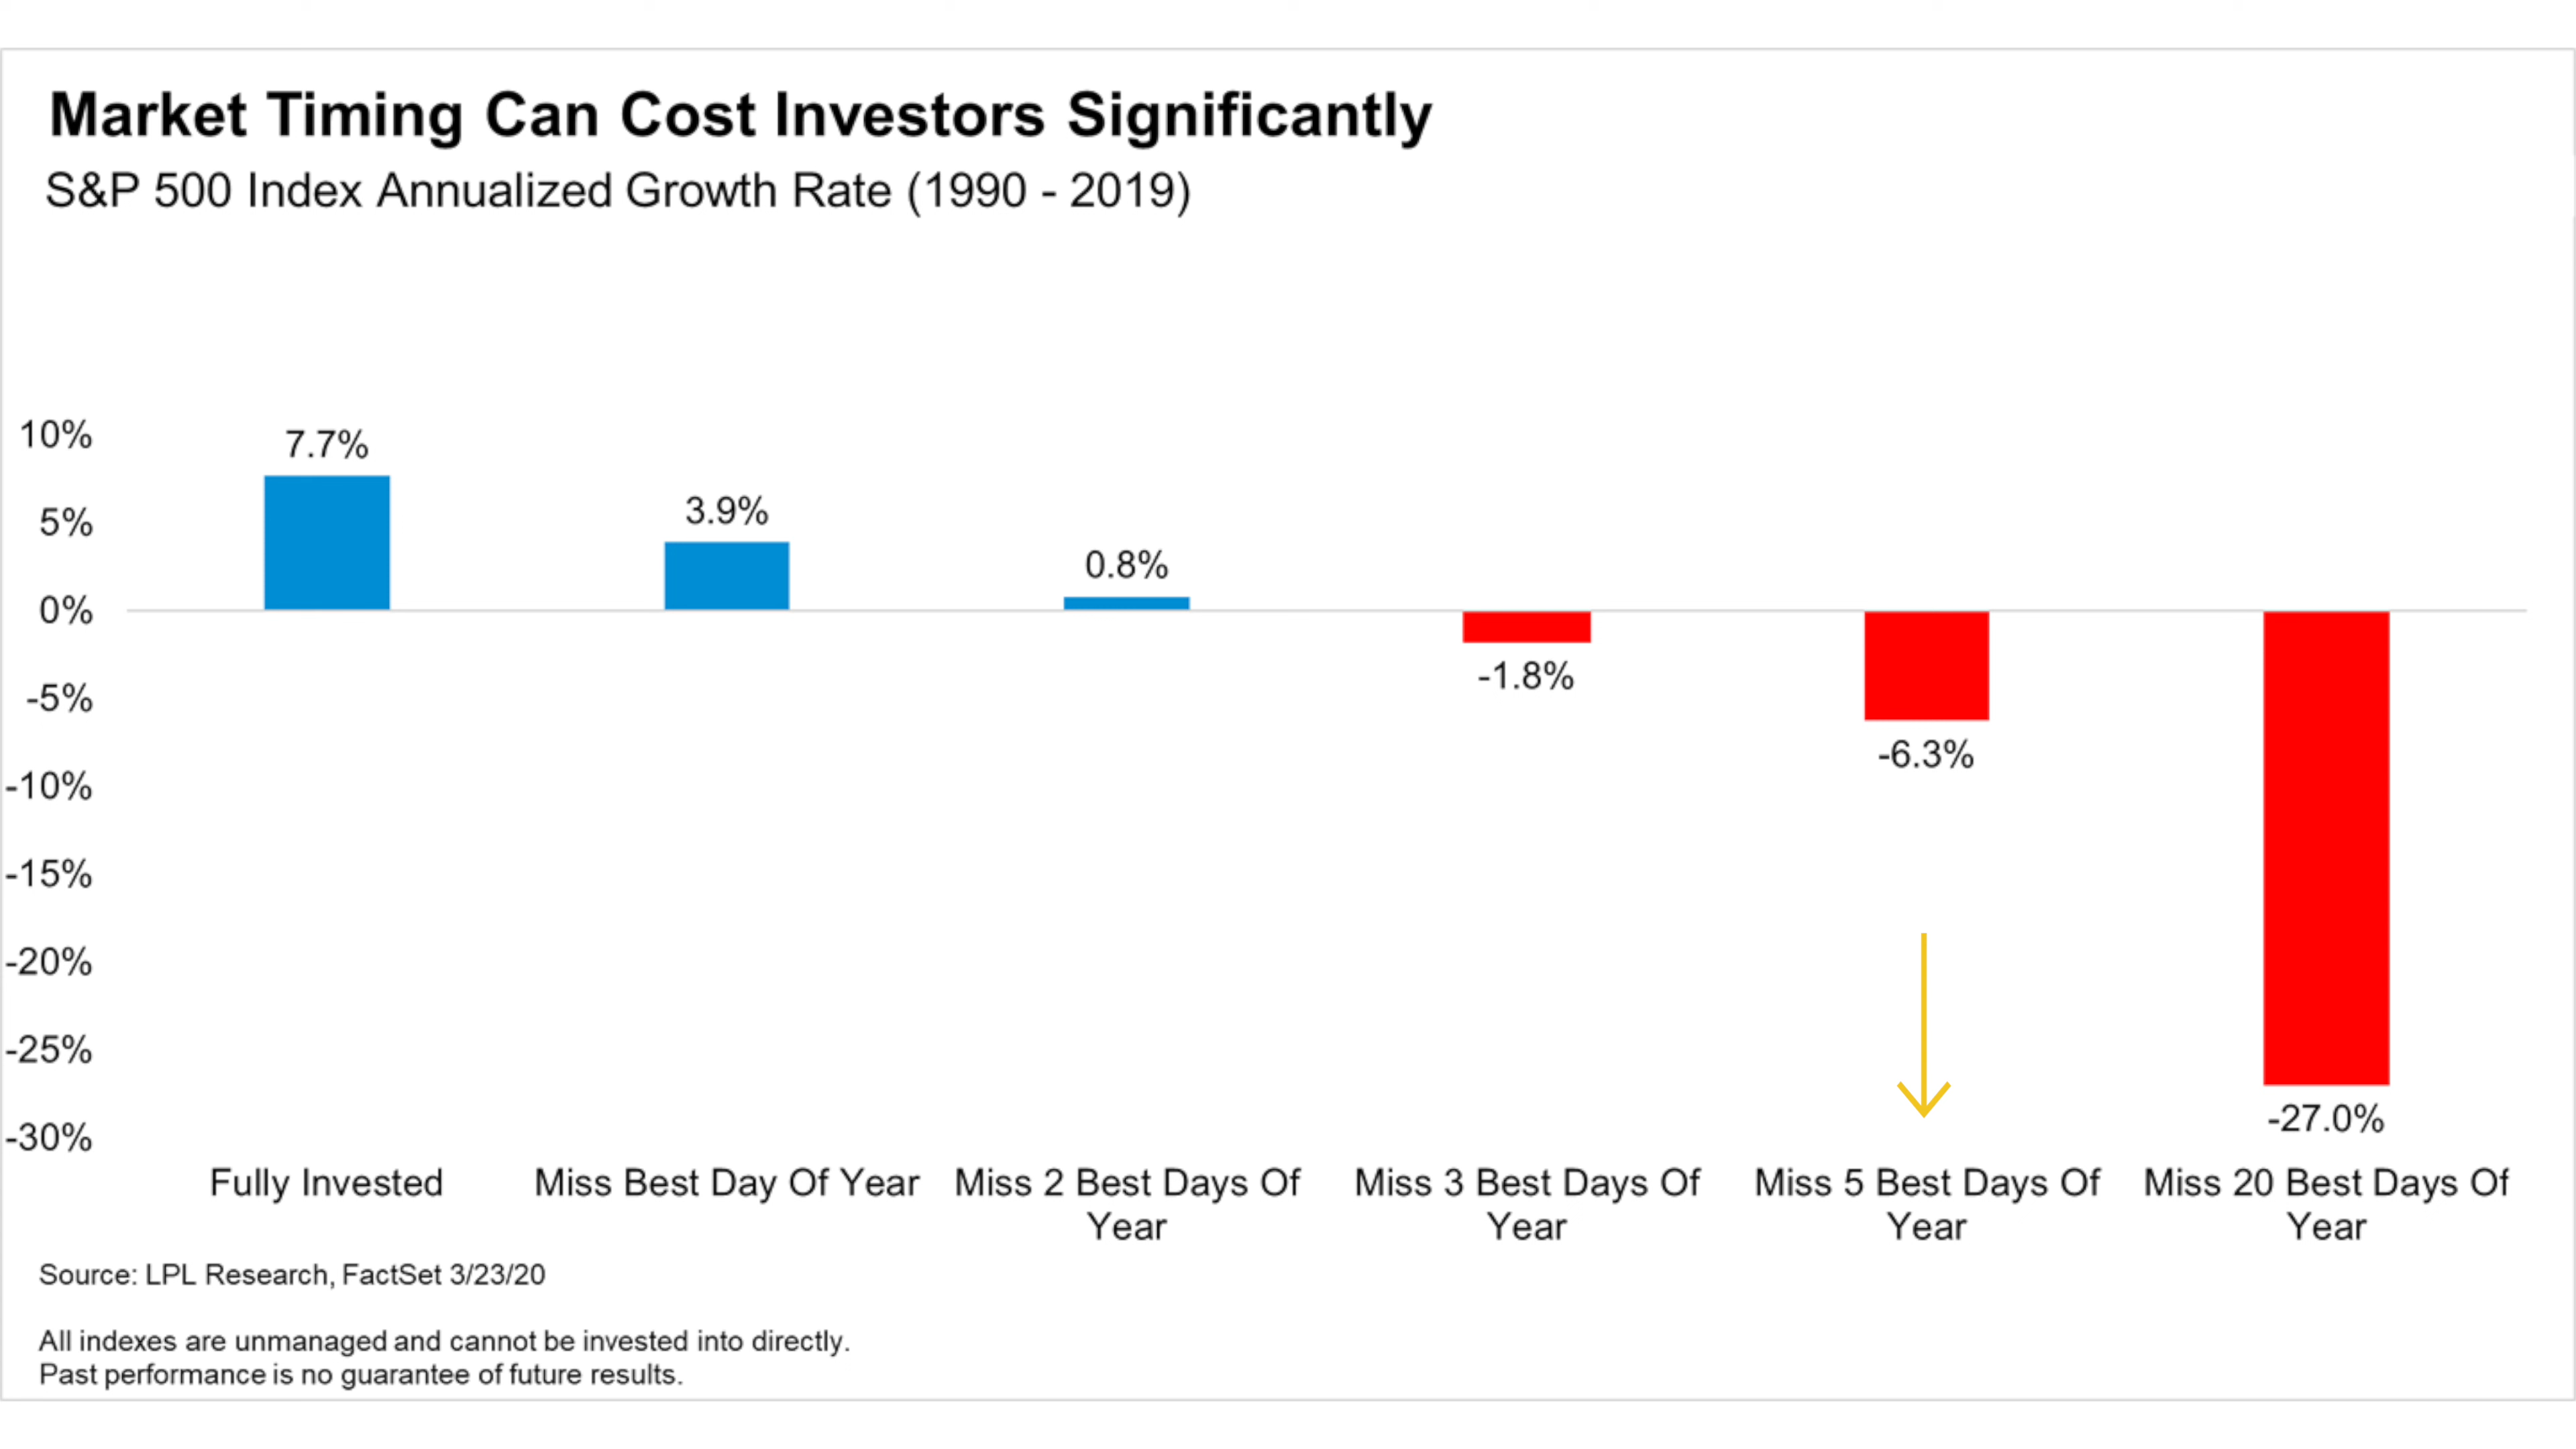 Market Timing Can Cost Investors Significantly
S&P 500 Index Annualized Growth Rate (1990 - 2019)
10%
5%
0%
-5%
-10%
-15%
-20%
-25%
-30%
7.7%
3.9%
0.8%
-1.8%
-6.3%
-27.0%
Fully Invested
Miss Best Day Of Year
Miss 2 Best Days Of
Year
Miss 3 Best Days Of
Year
Miss 5 Best Days Of
Year
Miss 20 Best Days Of
Year
Source: LPL Research, FactSet 3/23/20
All indexes are unmanaged and cannot be invested into directly.
Past performance is no guarantee of future results.